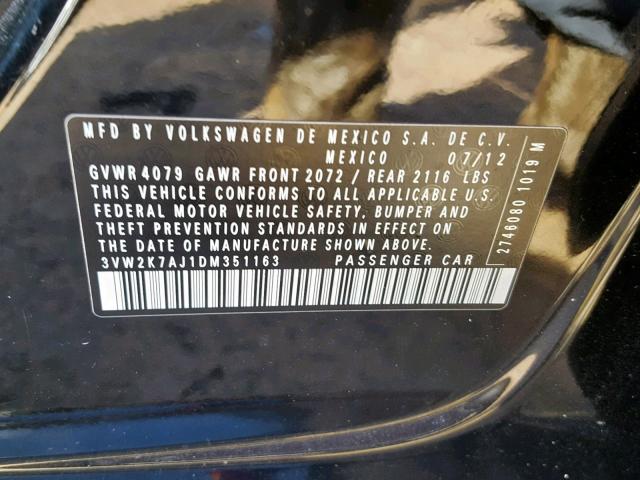 MFD BY VOLKSWAGEN DE MEXICO S.A. DE C.V.
MEXICO 07/12
GVWR 4079 GAWR FRONT 2072 / REAR 2116 LBS
THIS VEHICLE CONFORMS TO ALL APPLICABLE U.S.
FEDERAL MOTOR VEHICLE SAFETY, BUMPER AND
THEFT PREVENTION STANDARDS IN EFFECT ON
THE DATE OF MANUFACTURE SHOWN ABOVE.
3VW2K7AJ1DM351163 PASSENGER CAR
2746080 1019 M